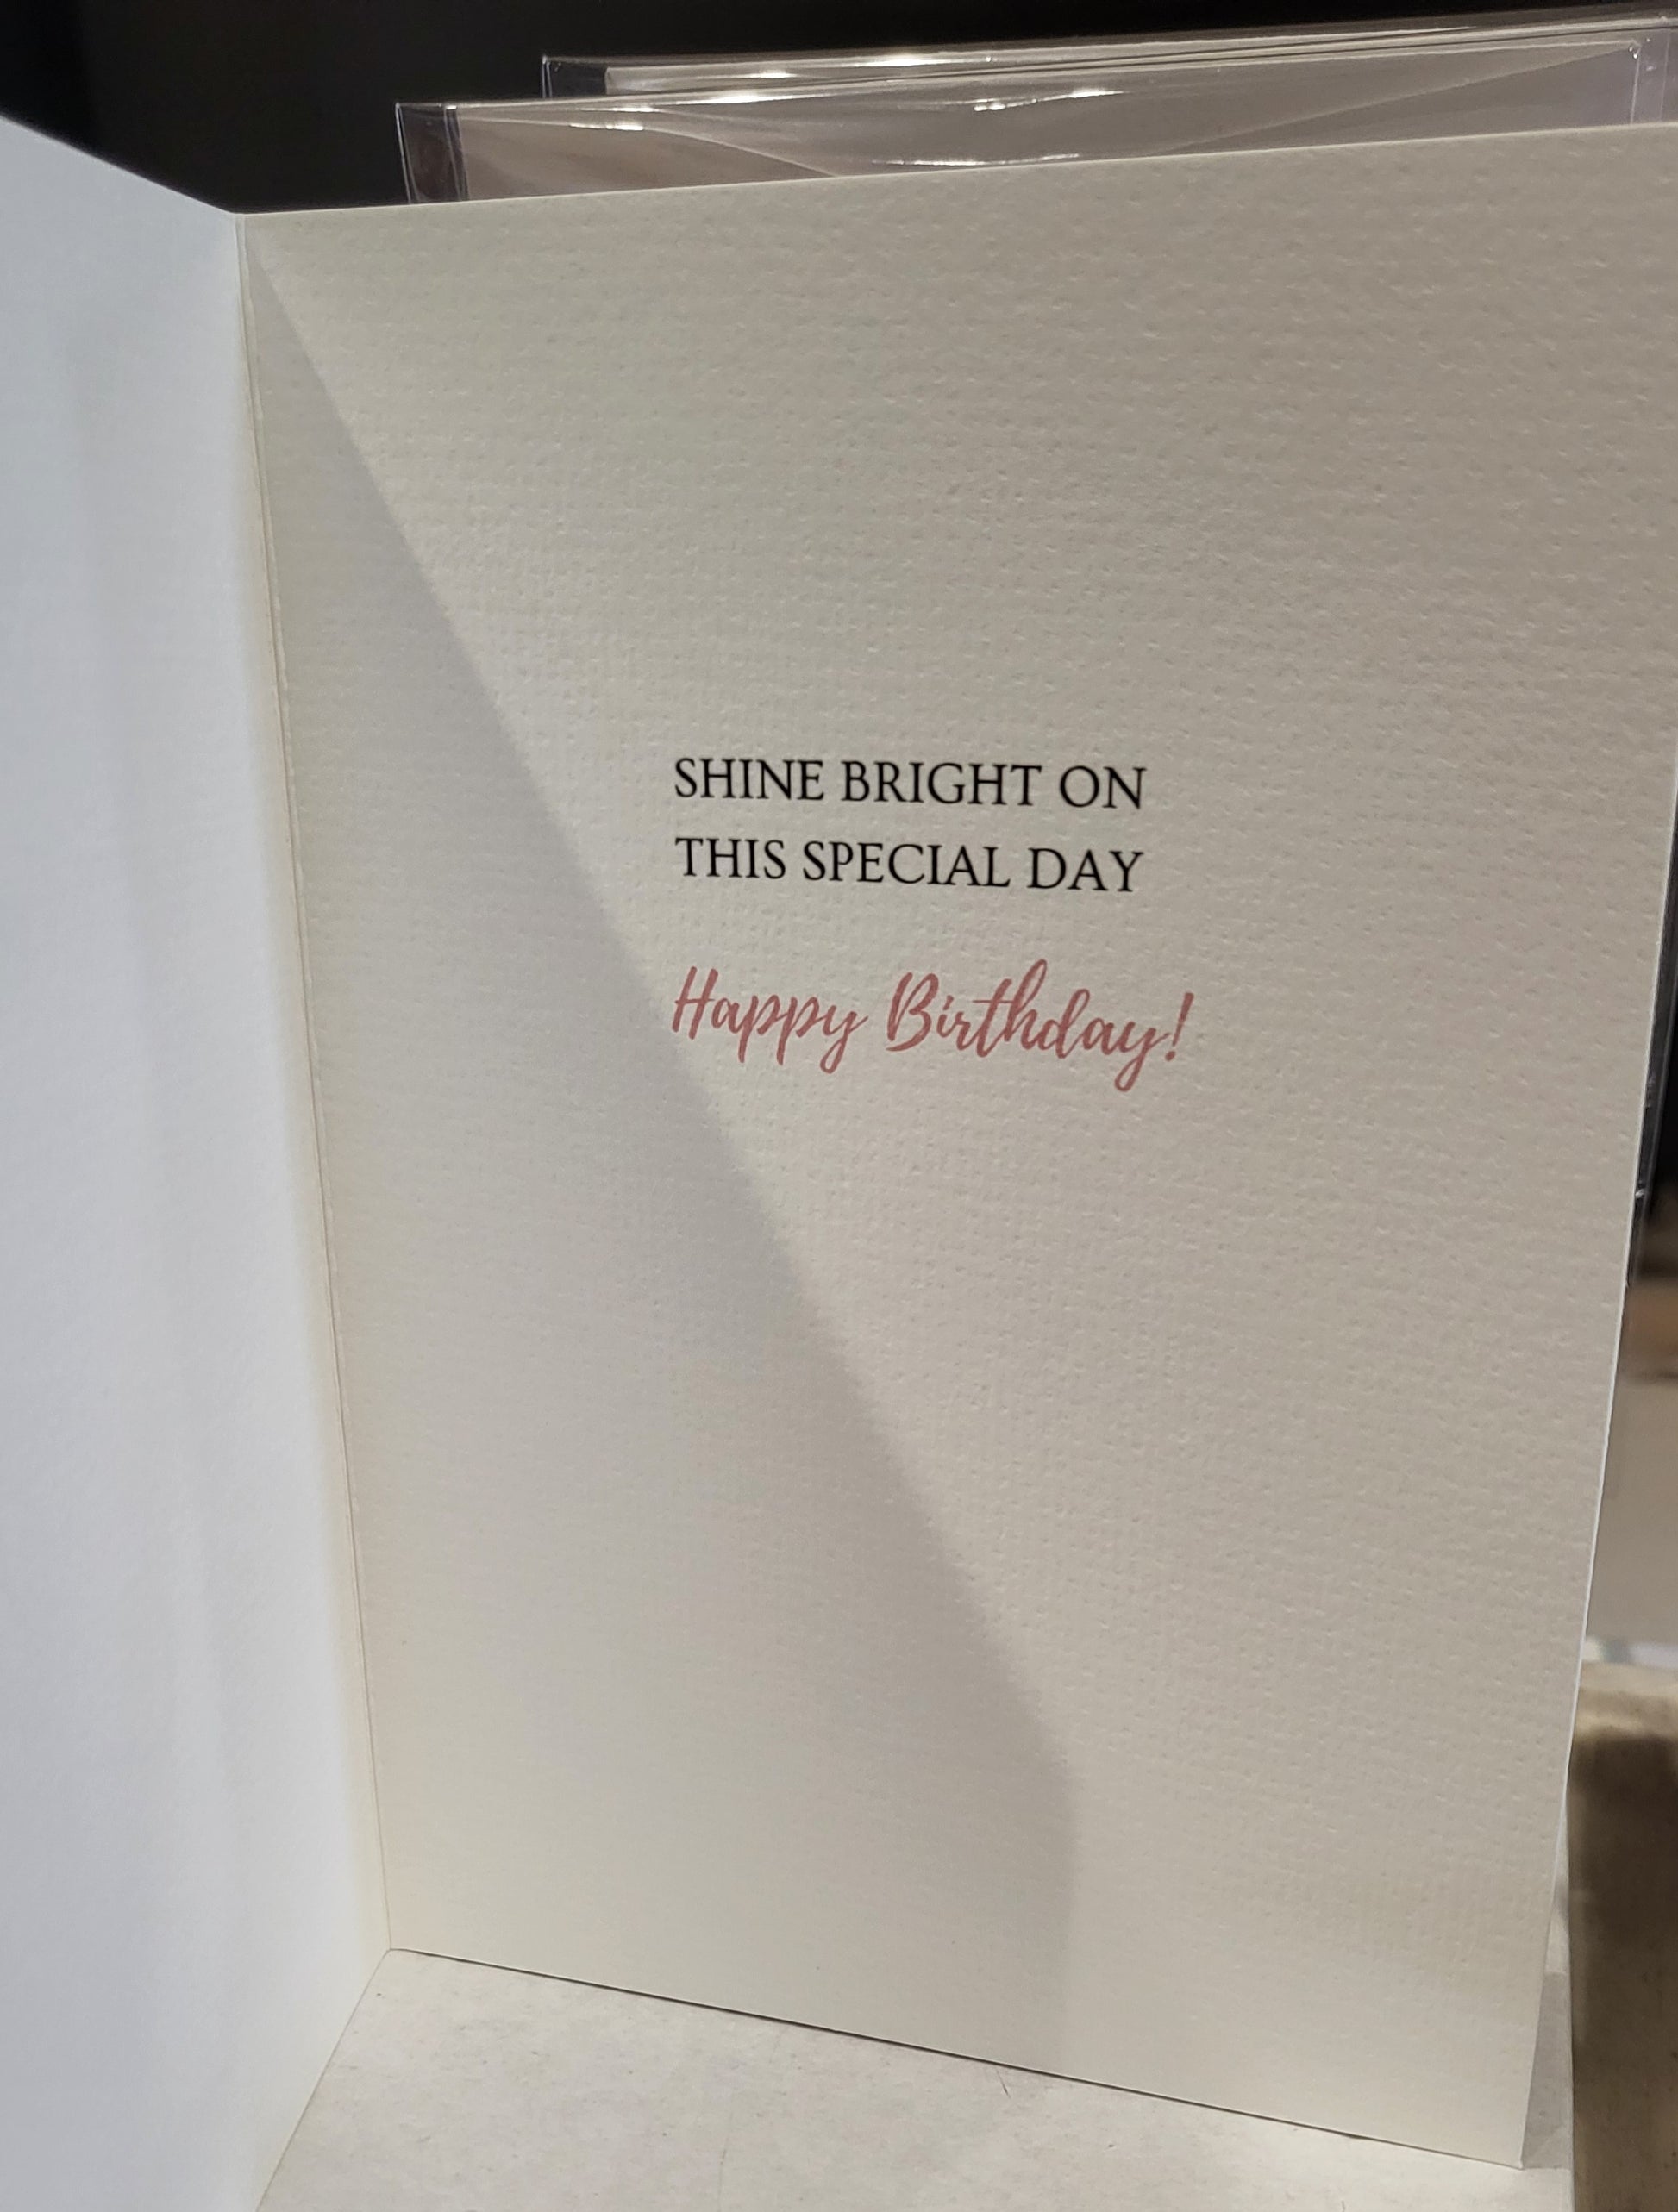 SHINE BRIGHT ON
THIS SPECIAL DAY
Happy Birthday!